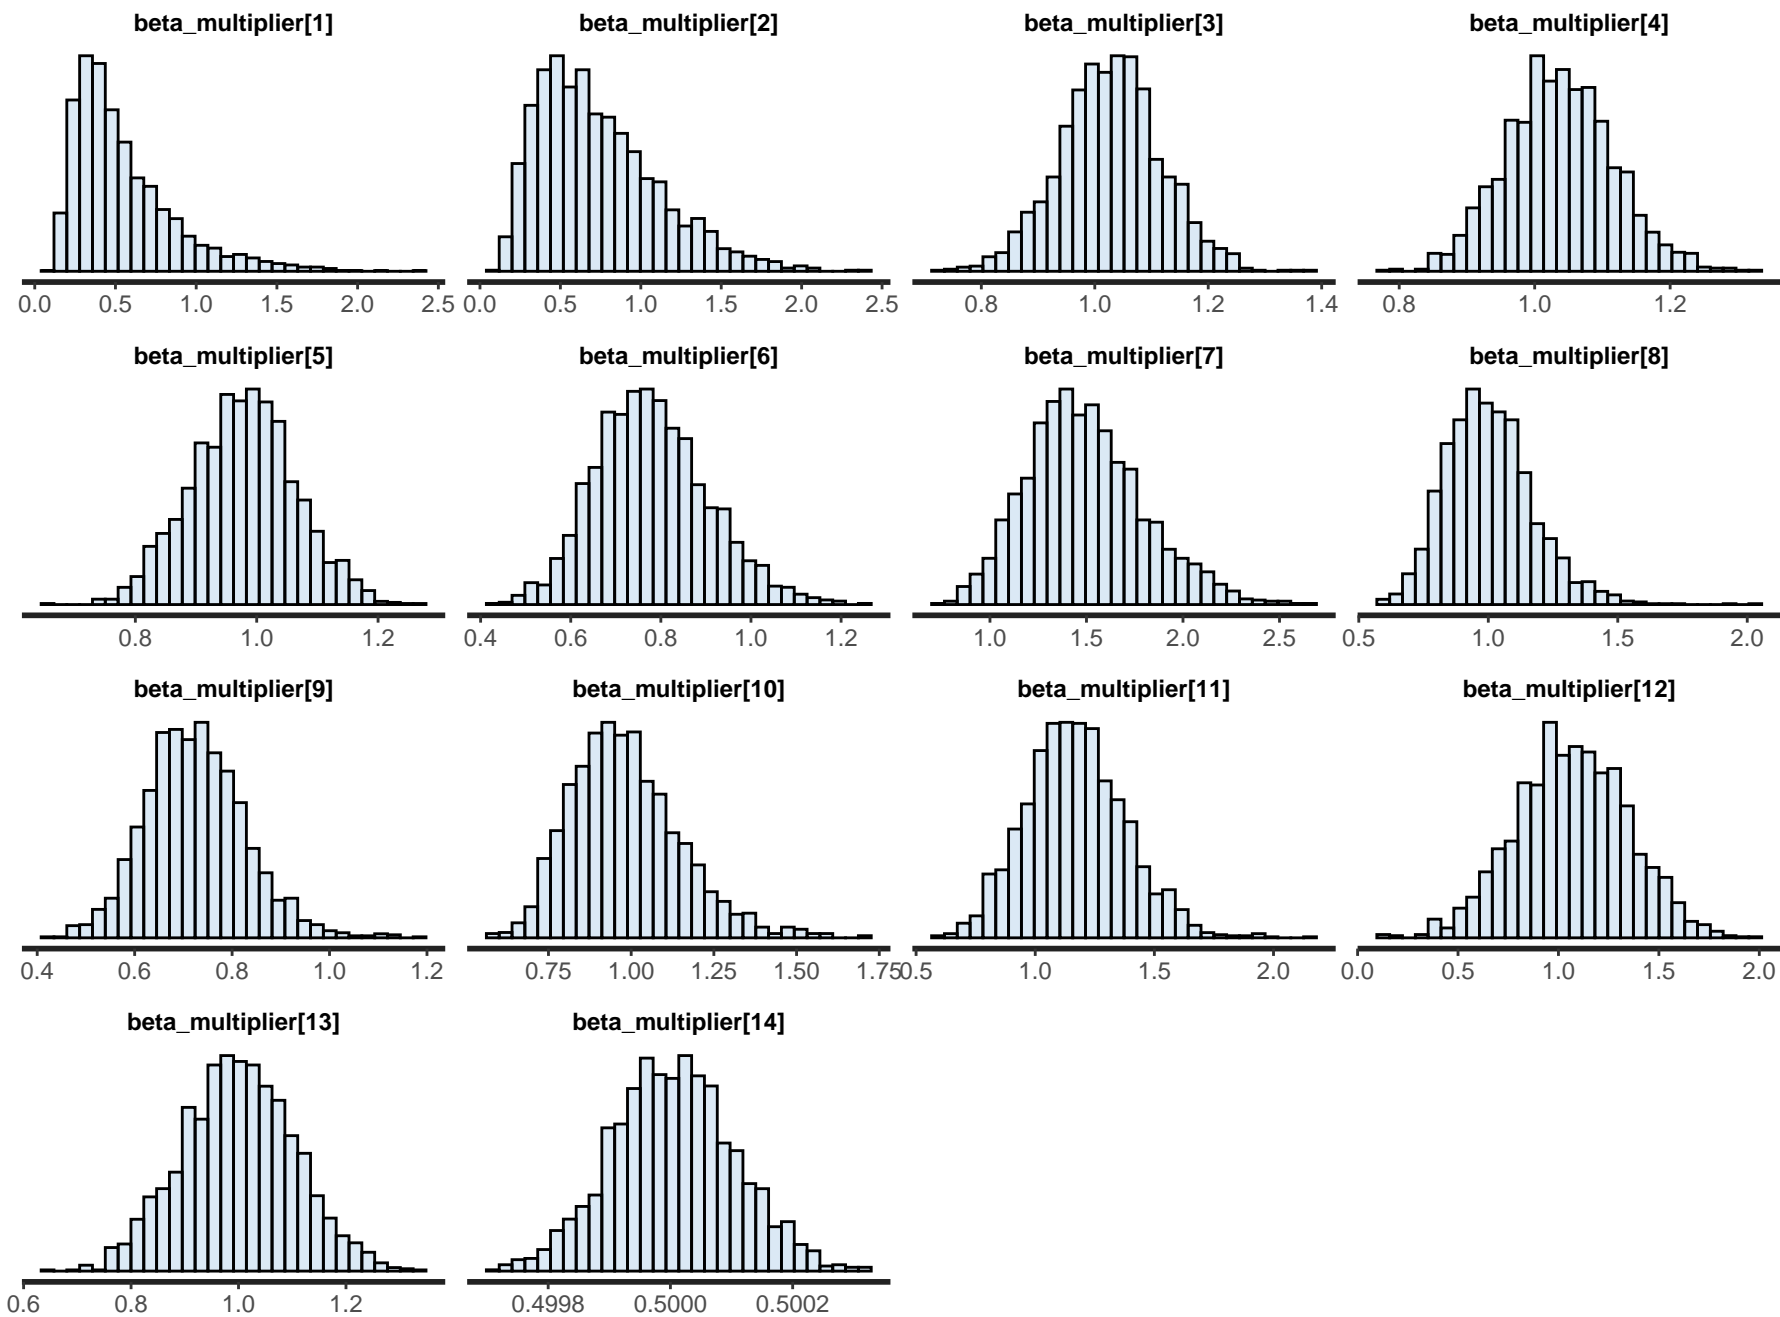 beta_multiplier[1] beta_multiplier[2] beta_multiplier[3] beta_multiplier[4]
0.0 0.5 1.0 1.5 2.0 2.5 0.0 0.5 1.0 1.5 2.0 2.5 0.8 1.0 1.2 1.4 0.8 1.0 1.2
beta_multiplier[5] beta_multiplier[6] beta_multiplier[7] beta_multiplier[8]
0.8 1.0 1.2 0.4 0.6 0.8 1.0 1.2 1.0 1.5 2.0 2.5 0.5 1.0 1.5 2.0
beta_multiplier[9] beta_multiplier[10] beta_multiplier[11] beta_multiplier[12]
0.4 0.6 0.8 1.0 1.2 0.75 1.00 1.25 1.50 1.75 0.5 1.0 1.5 2.0 0.0 0.5 1.0 1.5 2.0
beta_multiplier[13] beta_multiplier[14]
0.6 0.8 1.0 1.2 0.4998 0.5000 0.5002